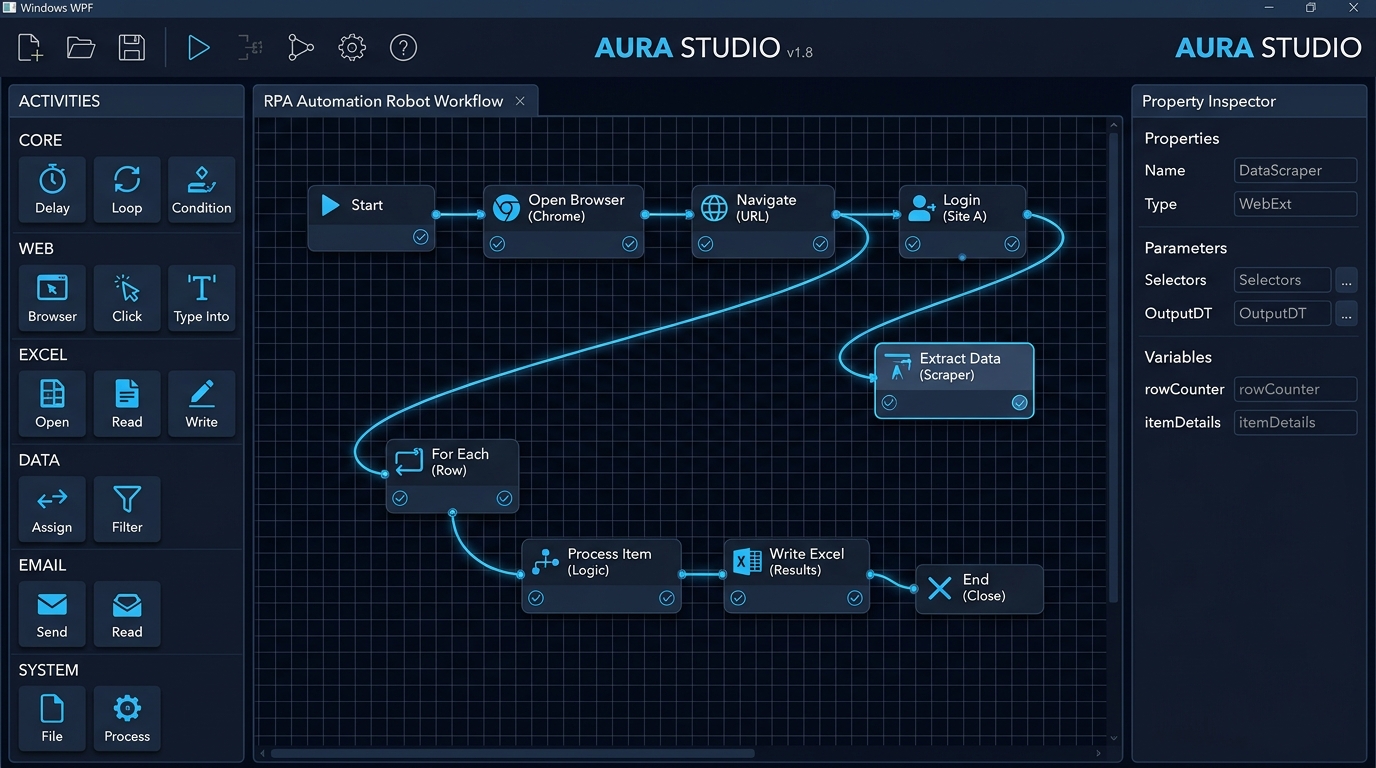 Windows WPF
AURA STUDIO v1.8
AURA STUDIO
ACTIVITIES
CORE
Delay
Loop
Condition
WEB
Browser
Click
Type Into
EXCEL
Open
Read
Write
DATA
Assign
Filter
EMAIL
Send
Read
SYSTEM
File
Process
RPA Automation Robot Workflow
Start
Open Browser
(Chrome)
Navigate
(URL)
Login
(Site A)
Extract Data
(Scraper)
For Each
(Row)
Process Item
(Logic)
Write Excel
(Results)
End
(Close)
Property Inspector
Properties
Name DataScraper
Type WebExt
Parameters
Selectors Selectors ...
OutputDT OutputDT ...
Variables
rowCounter rowCounter
itemDetails itemDetails